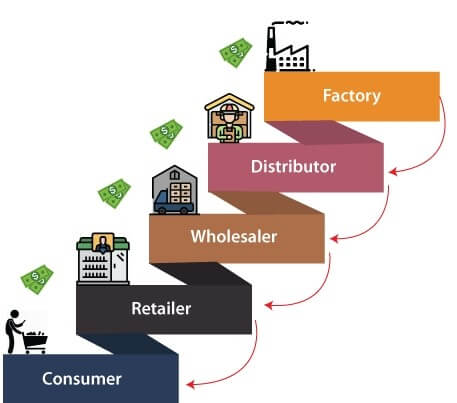 Factory
Distributor
Wholesaler
Retailer
Consumer